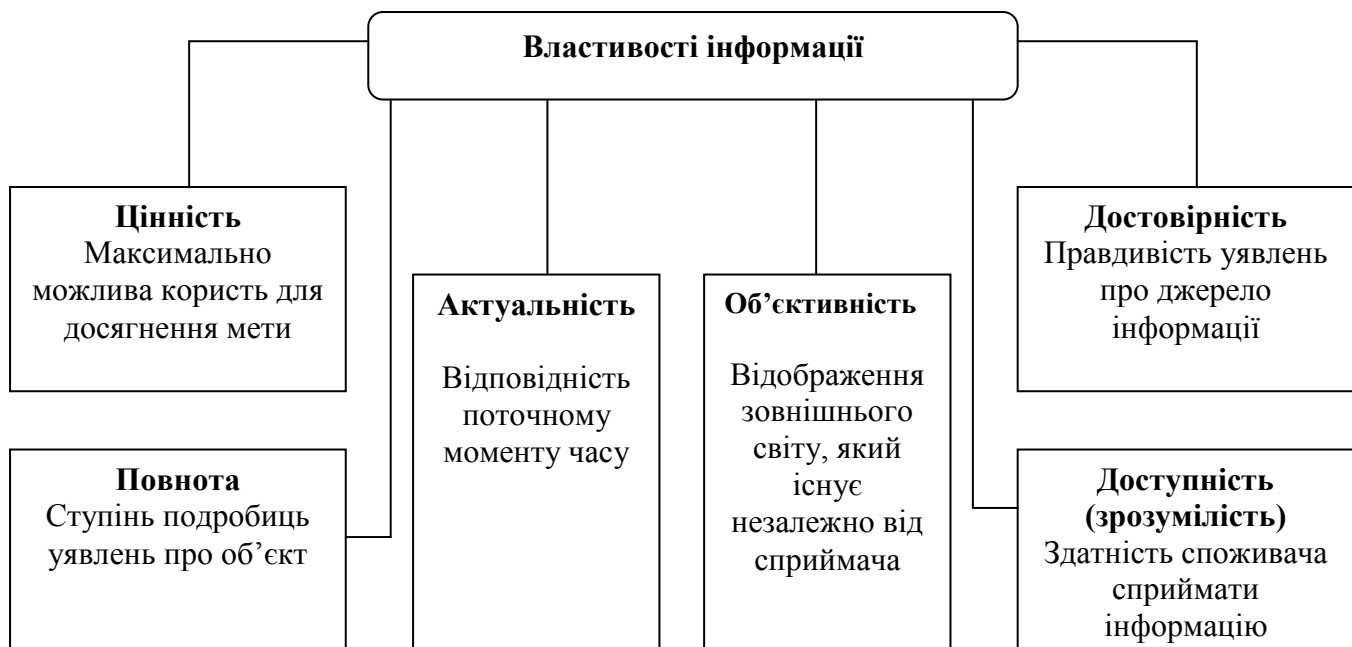 Властивості інформації
Цінність
Максимально
можлива користь для
досягнення мети
Повнота
Ступінь подробиць
уявлень про об’єкт
Актуальність
Відповідність
поточному
моменту часу
Об’єктивність
Відображення
зовнішнього
світу, який
існує
незалежно від
сприймача
Достовірність
Правдивість уявлень
про джерело
інформації
Доступність
(зрозумілість)
Здатність споживача
сприймати
інформацію